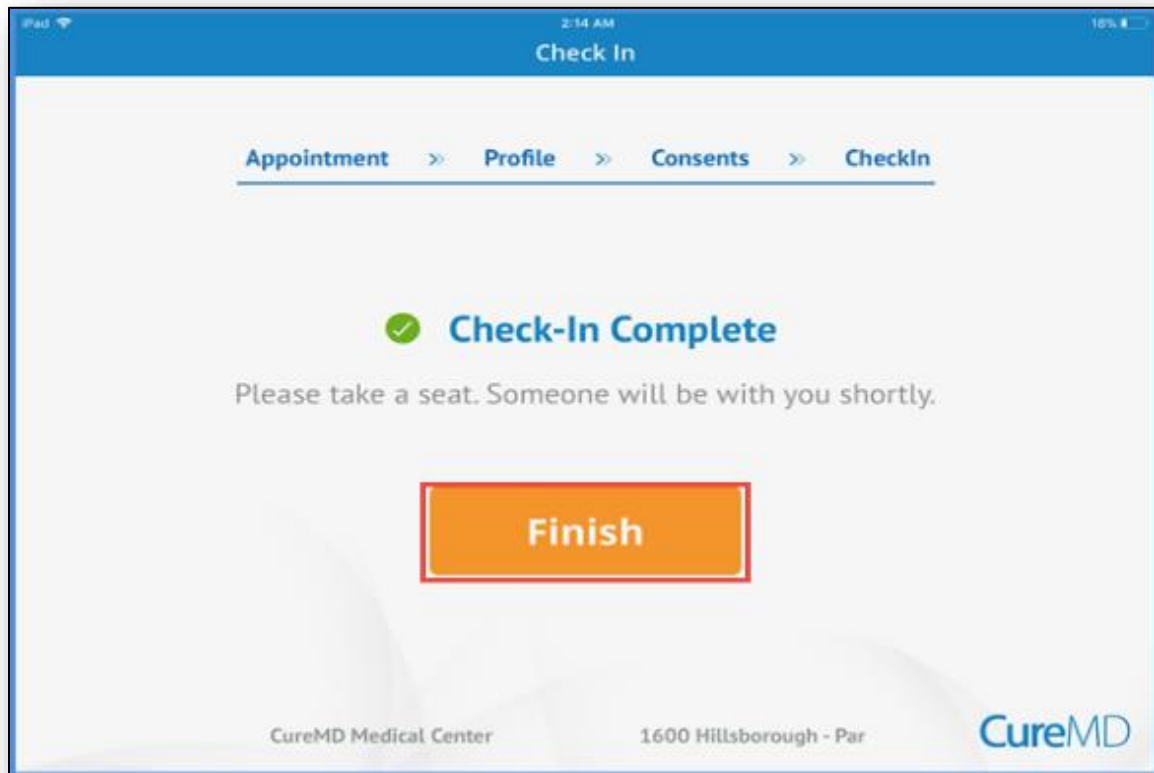 iPad 2:14 AM 18%
Check In
Appointment » Profile » Consents » CheckIn
Check-In Complete
Please take a seat. Someone will be with you shortly.
Finish
CureMD Medical Center 1600 Hillsborough - Par CureMD